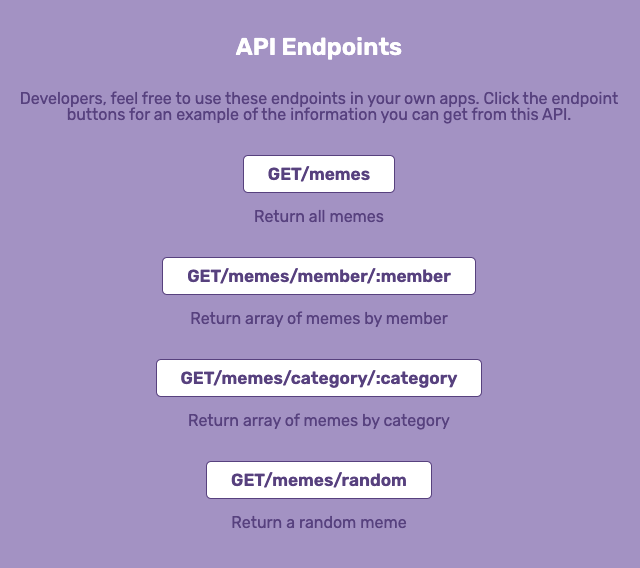 API Endpoints
Developers, feel free to use these endpoints in your own apps. Click the endpoint
buttons for an example of the information you can get from this API.
GET/memes
Return all memes
GET/memes/member/:member
Return array of memes by member
GET/memes/category/:category
Return array of memes by category
GET/memes/random
Return a random meme